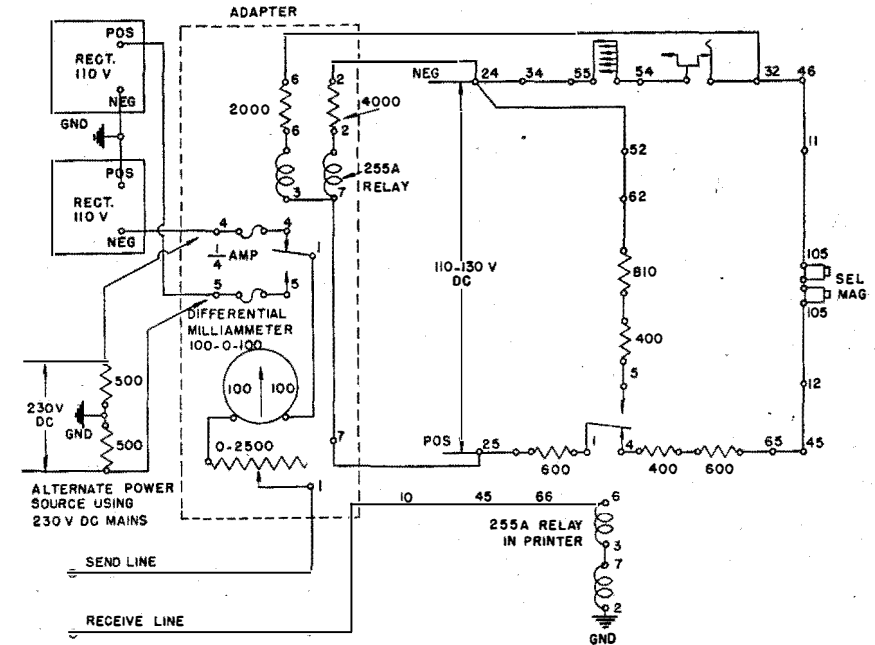 ADAPTER
POS
RECT.
110 V
NEG
GND
POS
RECT.
110 V
NEG
6
2
2000
4000
6
2
255A
RELAY
3
7
4
4
1
1/4 AMP
5
5
DIFFERENTIAL
MILLIAMMETER
100-0-100
100
100
0-2500
1
7
500
230V
DC
GND
500
ALTERNATE POWER
SOURCE USING
230 V DC MAINS
SEND LINE
RECEIVE LINE
NEG
24
34
55
54
32
46
52
11
62
110-130 V
DC
810
105
SEL
MAG
105
400
5
12
POS
25
600
1
4
400
600
65
45
10
45
66
6
255A RELAY
IN PRINTER
3
7
2
GND